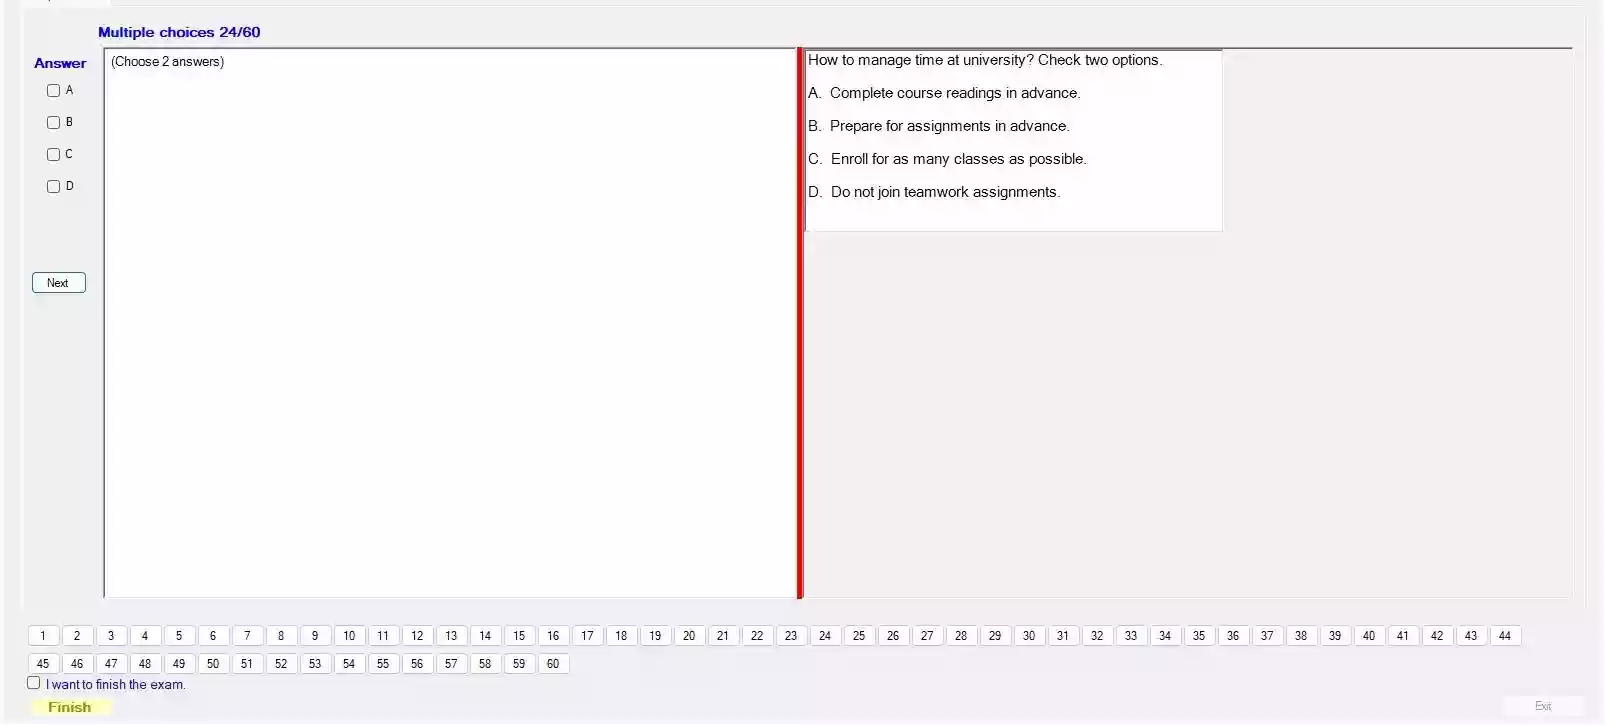 Multiple choices 24/60
Answer
(Choose 2 answers)
A
B
C
D
Next
How to manage time at university? Check two options.
A. Complete course readings in advance.
B. Prepare for assignments in advance.
C. Enroll for as many classes as possible.
D. Do not join teamwork assignments.
1 2 3 4 5 6 7 8 9 10 11 12 13 14 15 16 17 18 19 20 21 22 23 24 25 26 27 28 29 30 31 32 33 34 35 36 37 38 39 40 41 42 43 44
45 46 47 48 49 50 51 52 53 54 55 56 57 58 59 60
I want to finish the exam.
Finish
Exit